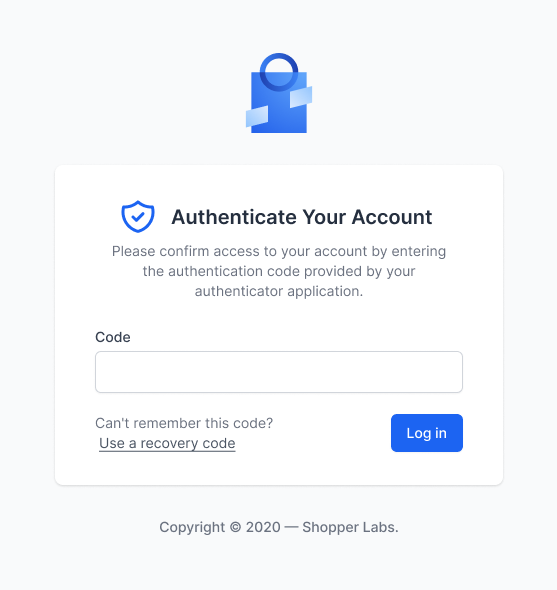 Authenticate Your Account
Please confirm access to your account by entering
the authentication code provided by your
authenticator application.
Code
Can't remember this code?
Use a recovery code
Log in
Copyright © 2020 — Shopper Labs.